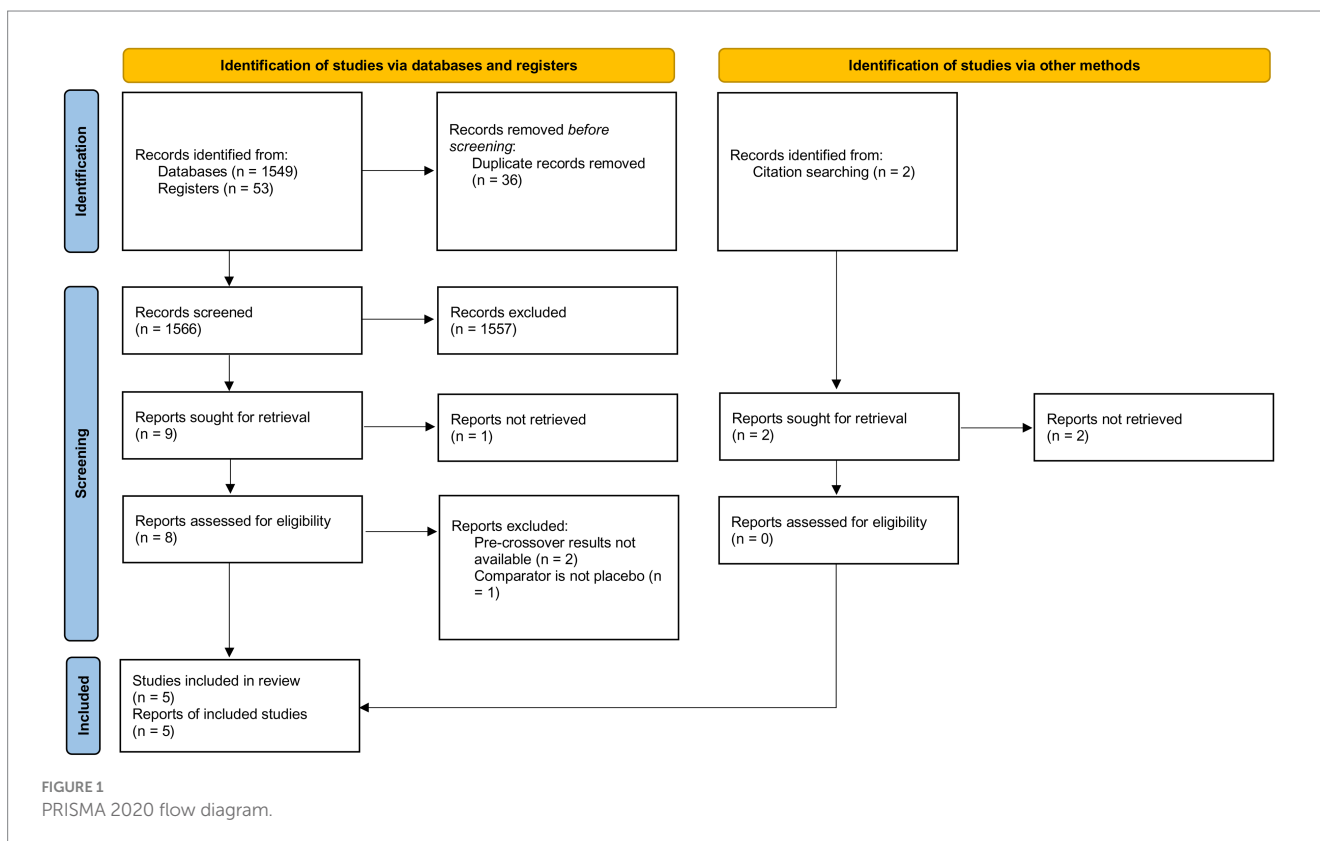 Identification of studies via databases and registers
Identification of studies via other methods
Identification
Records identified from:
Databases (n = 1549)
Registers (n = 53)
Records removed before
screening:
Duplicate records removed
(n = 36)
Records identified from:
Citation searching (n = 2)
Screening
Records screened
(n = 1566)
Records excluded
(n = 1557)
Reports sought for retrieval
(n = 9)
Reports not retrieved
(n = 1)
Reports sought for retrieval
(n = 2)
Reports not retrieved
(n = 2)
Reports assessed for eligibility
(n = 8)
Reports excluded:
Pre-crossover results not
available (n = 2)
Comparator is not placebo (n
= 1)
Reports assessed for eligibility
(n = 0)
Included
Studies included in review
(n = 5)
Reports of included studies
(n = 5)
FIGURE 1
PRISMA 2020 flow diagram.